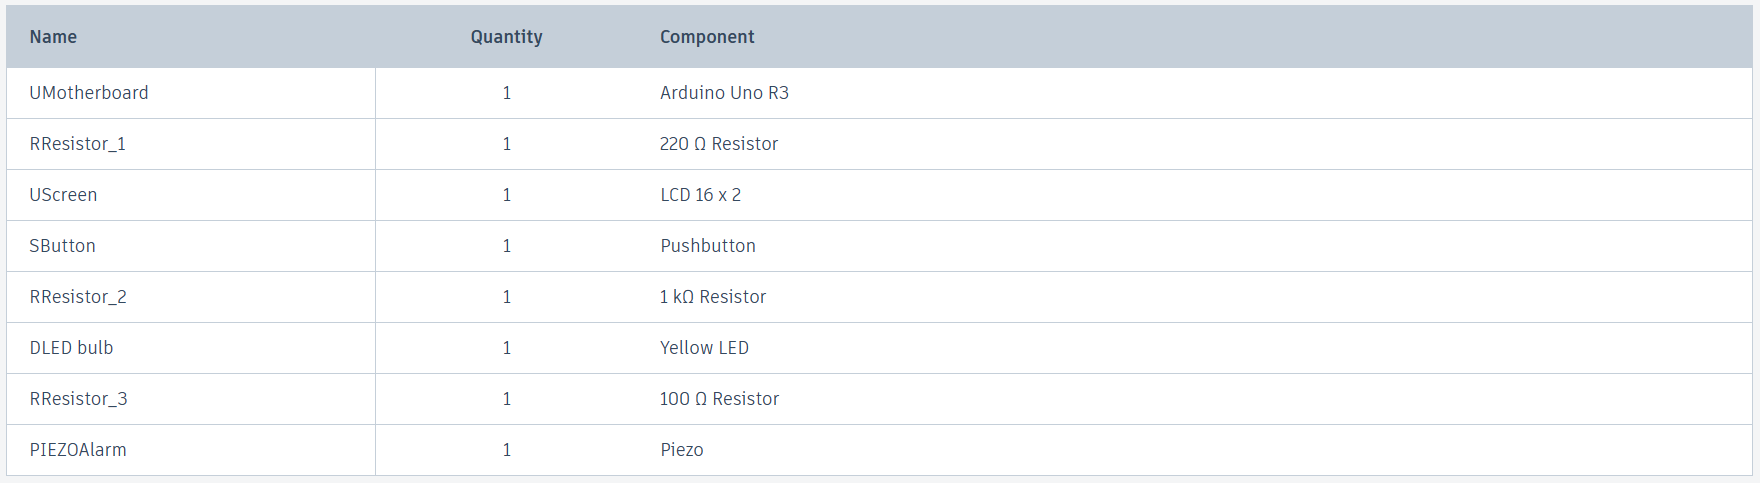 Name Quantity Component
UMotherboard 1 Arduino Uno R3
RResistor_1 1 220 Ω Resistor
UScreen 1 LCD 16 x 2
SButton 1 Pushbutton
RResistor_2 1 1 kΩ Resistor
DLED bulb 1 Yellow LED
RResistor_3 1 100 Ω Resistor
PIEZOAlarm 1 Piezo